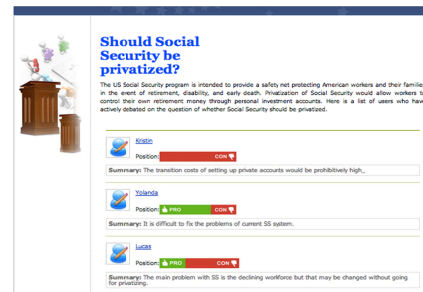 Should Social
Security be
privatized?
The US Social Security program is intended to provide a safety net protecting American workers and their families
in the event of retirement, disability, and early death. Privatization of Social Security would allow workers
control their own retirement money through personal investment accounts. Here is a list of users who have
actively debated on the question of whether Social Security should be privatized.
Kristin
Position: CON
Summary: The transition costs of setting up private accounts would be prohibitively high_
Yolanda
Position: PRO CON
Summary: It is difficult to fix the problems of current SS system.
Lucas
Position: PRO CON
Summary: The main problem with SS is the declining workforce but that may be changed without going
for privatizing.